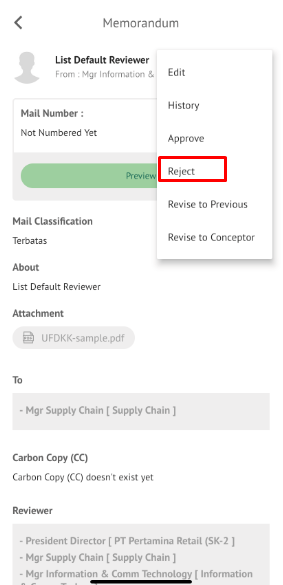 Memorandum
List Default Reviewer
From : Mgr Information &
Edit
History
Approve
Reject
Revise to Previous
Revise to Conceptor
Mail Number :
Not Numbered Yet
Preview
Mail Classification
Terbatas
About
List Default Reviewer
Attachment
UFDKK-sample.pdf
To
- Mgr Supply Chain [ Supply Chain ]
Carbon Copy (CC)
Carbon Copy (CC) doesn't exist yet
Reviewer
- President Director [ PT Pertamina Retail (SK-2 ]
- Mgr Supply Chain [ Supply Chain ]
- Mgr Information & Comm Technology [ Information